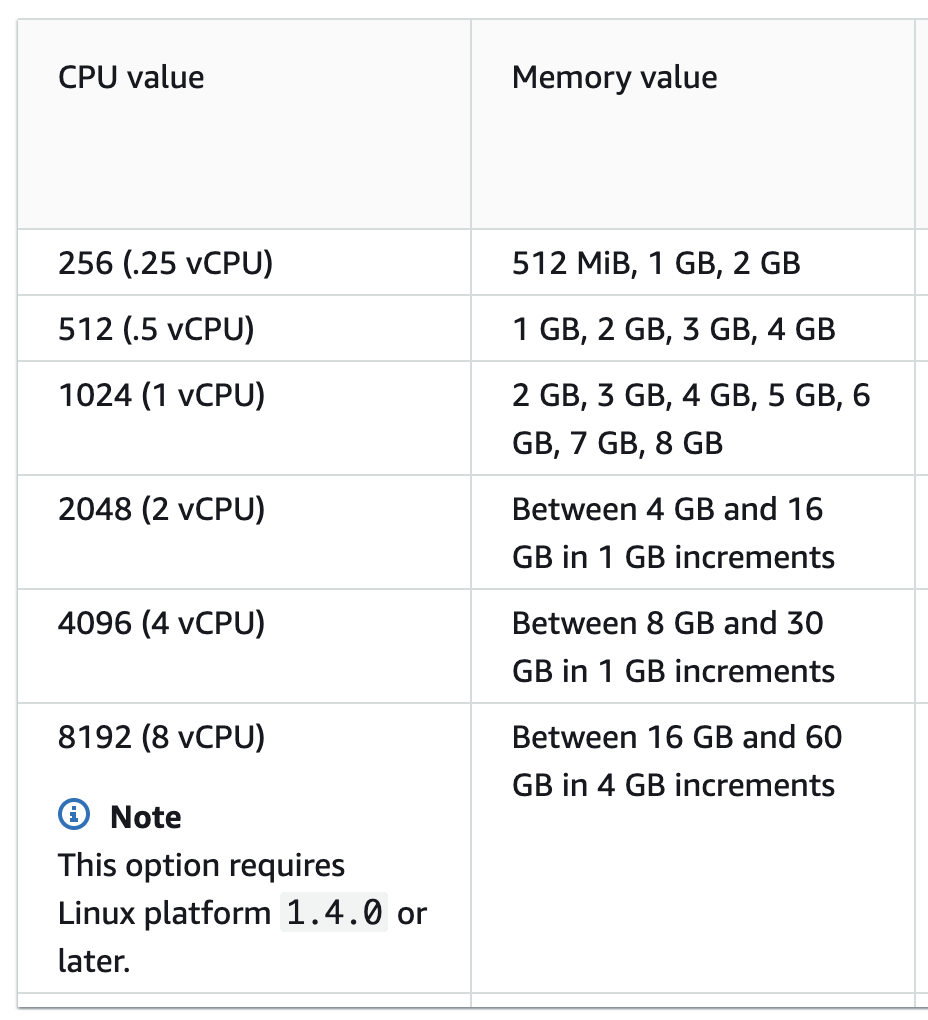 CPU value
Memory value
256 (.25 vCPU)
512 MiB, 1 GB, 2 GB
512 (.5 vCPU)
1 GB, 2 GB, 3 GB, 4 GB
1024 (1 vCPU)
2 GB, 3 GB, 4 GB, 5 GB, 6
GB, 7 GB, 8 GB
2048 (2 vCPU)
Between 4 GB and 16
GB in 1 GB increments
4096 (4 vCPU)
Between 8 GB and 30
GB in 1 GB increments
8192 (8 vCPU)
Note
This option requires
Linux platform 1.4.0 or
later.
Between 16 GB and 60
GB in 4 GB increments